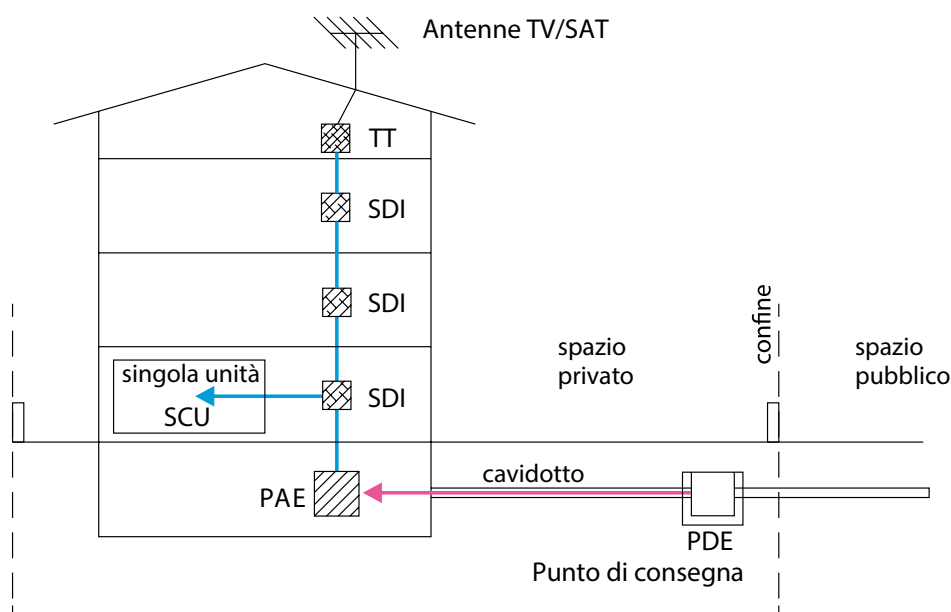 Antenne TV/SAT
TT
SDI
SDI
confine
spazio
privato
spazio
pubblico
singola unità
SCU
SDI
cavidotto
PAE
PDE
Punto di consegna